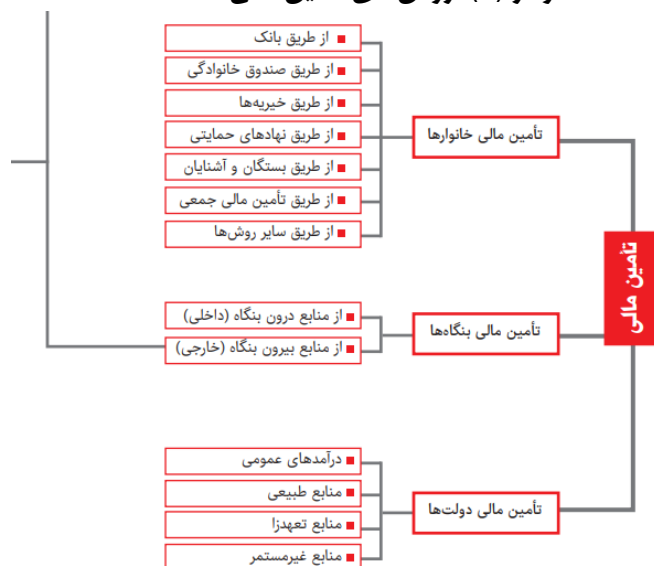 تأمین مالی
تأمین مالی خانوارها
از طریق بانک
از طریق صندوق خانوادگی
از طریق خیریه‌ها
از طریق نهادهای حمایتی
از طریق بستگان و آشنایان
از طریق تأمین مالی جمعی
از طریق سایر روش‌ها
تأمین مالی بنگاه‌ها
از منابع درون بنگاه (داخلی)
از منابع بیرون بنگاه (خارجی)
تأمین مالی دولت‌ها
درآمدهای عمومی
منابع طبیعی
منابع تعهدزا
منابع غیرمستمر